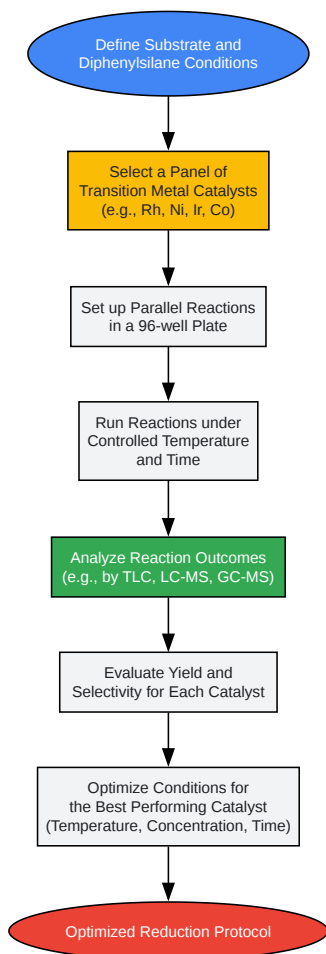 Define Substrate and
Diphenylsilane Conditions
Select a Panel of
Transition Metal Catalysts
(e.g., Rh, Ni, Ir, Co)
Set up Parallel Reactions
in a 96-well Plate
Run Reactions under
Controlled Temperature
and Time
Analyze Reaction Outcomes
(e.g., by TLC, LC-MS, GC-MS)
Evaluate Yield and
Selectivity for Each Catalyst
Optimize Conditions for
the Best Performing Catalyst
(Temperature, Concentration, Time)
Optimized Reduction Protocol